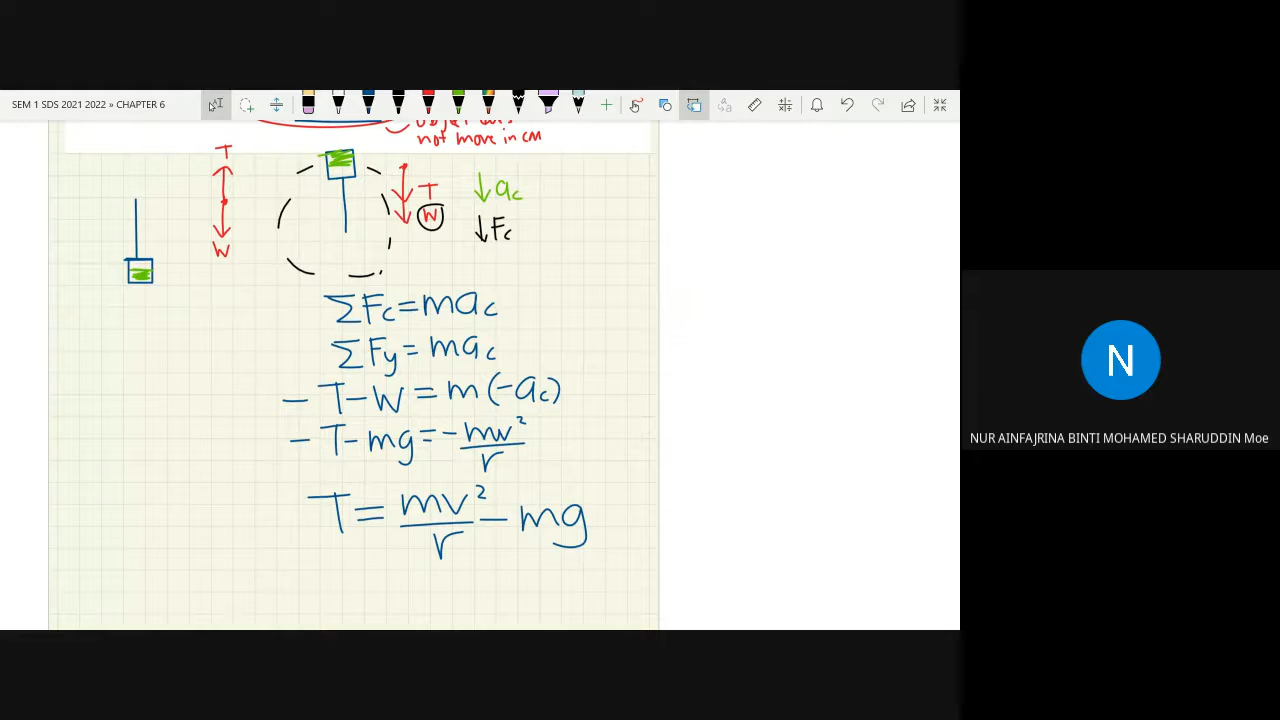 SEM 1 SDS 2021 2022 » CHAPTER 6
not move in CM
T
W
T
W
ac
Fc
ΣFc = mac
ΣFy = mac
- T - W = m(-ac)
- T - mg = - mv²/r
T = mv²/r - mg
N
NUR AINFAJRINA BINTI MOHAMED SHARUDDIN Moe